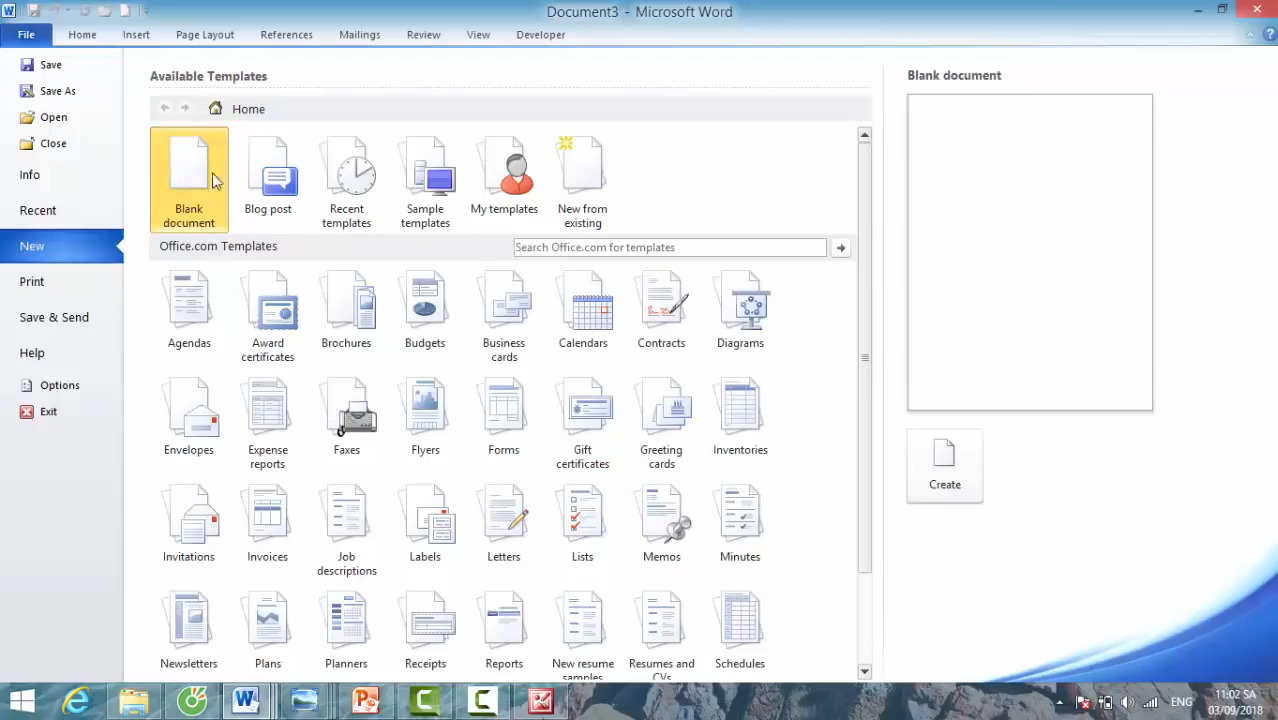 Document3 - Microsoft Word
File Home Insert Page Layout References Mailings Review View Developer
Save
Save As
Open
Close
Info
Recent
New
Print
Save & Send
Help
Options
Exit
Available Templates
Home
Blank document
Blog post
Recent templates
Sample templates
My templates
New from existing
Office.com Templates
Search Office.com for templates
Agendas
Award certificates
Brochures
Budgets
Business cards
Calendars
Contracts
Diagrams
Envelopes
Expense reports
Faxes
Flyers
Forms
Gift certificates
Greeting cards
Inventories
Invitations
Invoices
Job descriptions
Labels
Letters
Lists
Memos
Minutes
Newsletters
Plans
Planners
Receipts
Reports
New resume samples
Resumes and CVs
Schedules
Blank document
Create
ENG
11:02 SA
03/09/2018